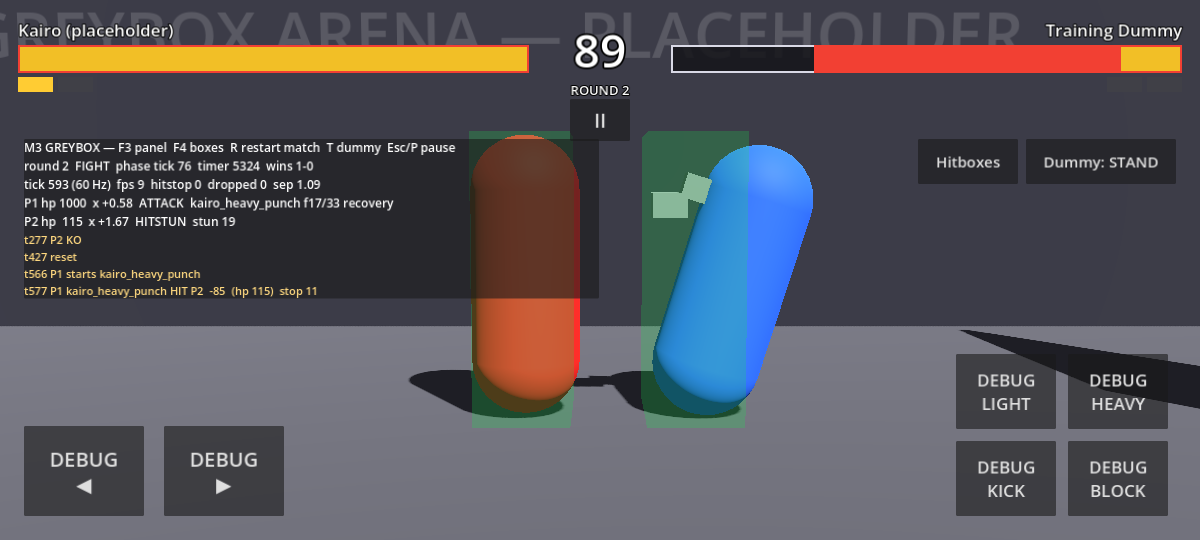 GREYBOX ARENA — PLACEHOLDER
Kairo (placeholder)
89
Training Dummy
ROUND 2
II
M3 GREYBOX — F3 panel F4 boxes R restart match T dummy Esc/P pause
round 2 FIGHT phase tick 76 timer 5324 wins 1-0
tick 593 (60 Hz) fps 9 hitstop 0 dropped 0 sep 1.09
P1 hp 1000 x +0.58 ATTACK kairo_heavy_punch f17/33 recovery
P2 hp 115 x +1.67 HITSTUN stun 19
t277 P2 KO
t427 reset
t566 P1 starts kairo_heavy_punch
t577 P1 kairo_heavy_punch HIT P2 -85 (hp 115) stop 11
Hitboxes
Dummy: STAND
DEBUG
◀
DEBUG
▶
DEBUG
LIGHT
DEBUG
HEAVY
DEBUG
KICK
DEBUG
BLOCK